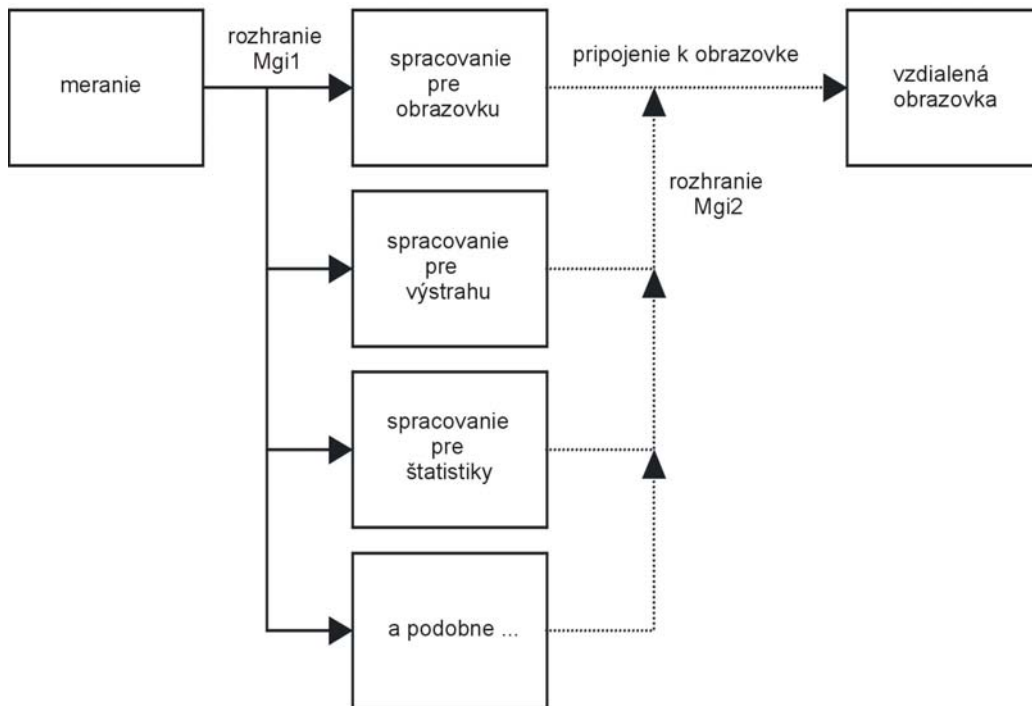 meranie
rozhranie
Mgi1
spracovanie
pre
obrazovku
pripojenie k obrazovke
vzdialená
obrazovka
rozhranie
Mgi2
spracovanie
pre
výstrahu
spracovanie
pre
štatistiky
a podobne ...